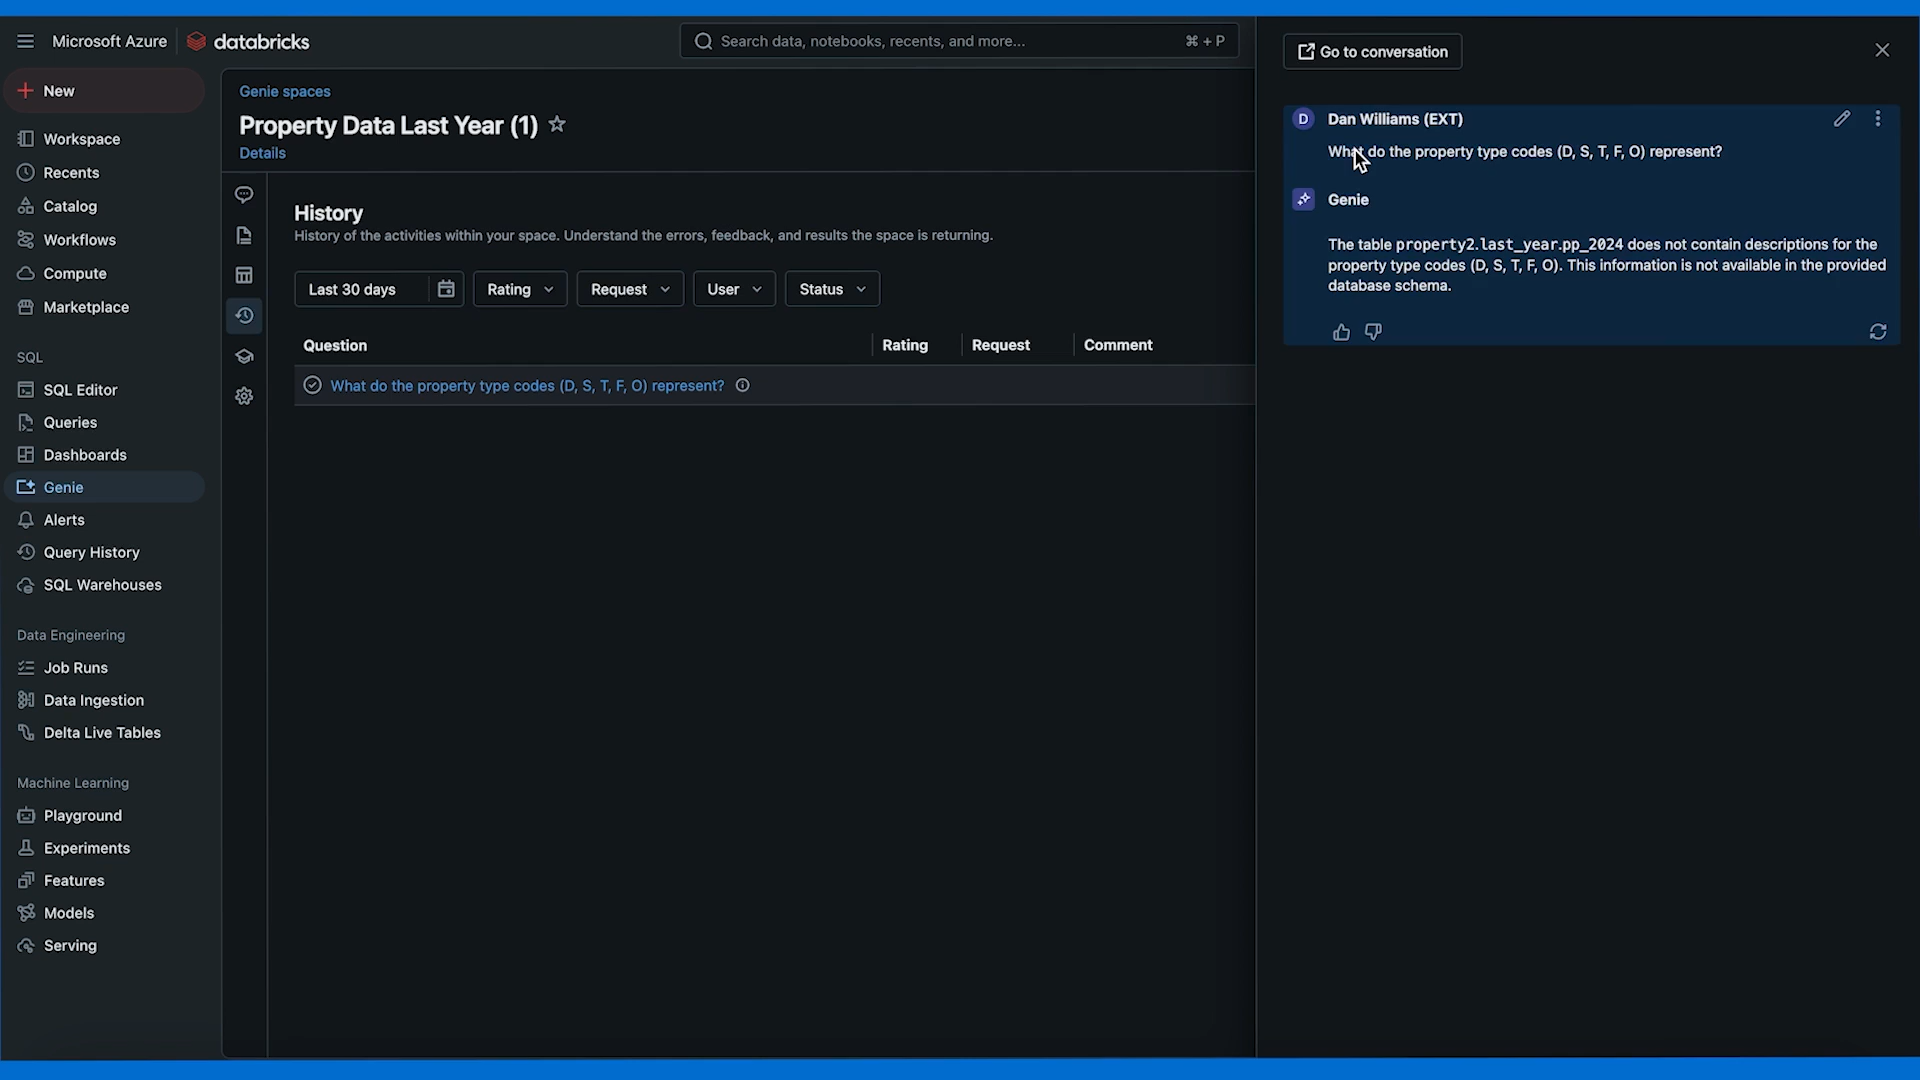 Microsoft Azure
databricks
Search data, notebooks, recents, and more...
⌘ + P
New
Workspace
Recents
Catalog
Workflows
Compute
Marketplace
SQL
SQL Editor
Queries
Dashboards
Genie
Alerts
Query History
SQL Warehouses
Data Engineering
Job Runs
Data Ingestion
Delta Live Tables
Machine Learning
Playground
Experiments
Features
Models
Serving
Genie spaces
Property Data Last Year (1)
Details
History
History of the activities within your space. Understand the errors, feedback, and results the space is returning.
Last 30 days
Rating
Request
User
Status
Question Rating Request Comment
What do the property type codes (D, S, T, F, O) represent?
Go to conversation
D
Dan Williams (EXT)
What do the property type codes (D, S, T, F, O) represent?
Genie
The table property2.last_year.pp_2024 does not contain descriptions for the
property type codes (D, S, T, F, O). This information is not available in the provided
database schema.